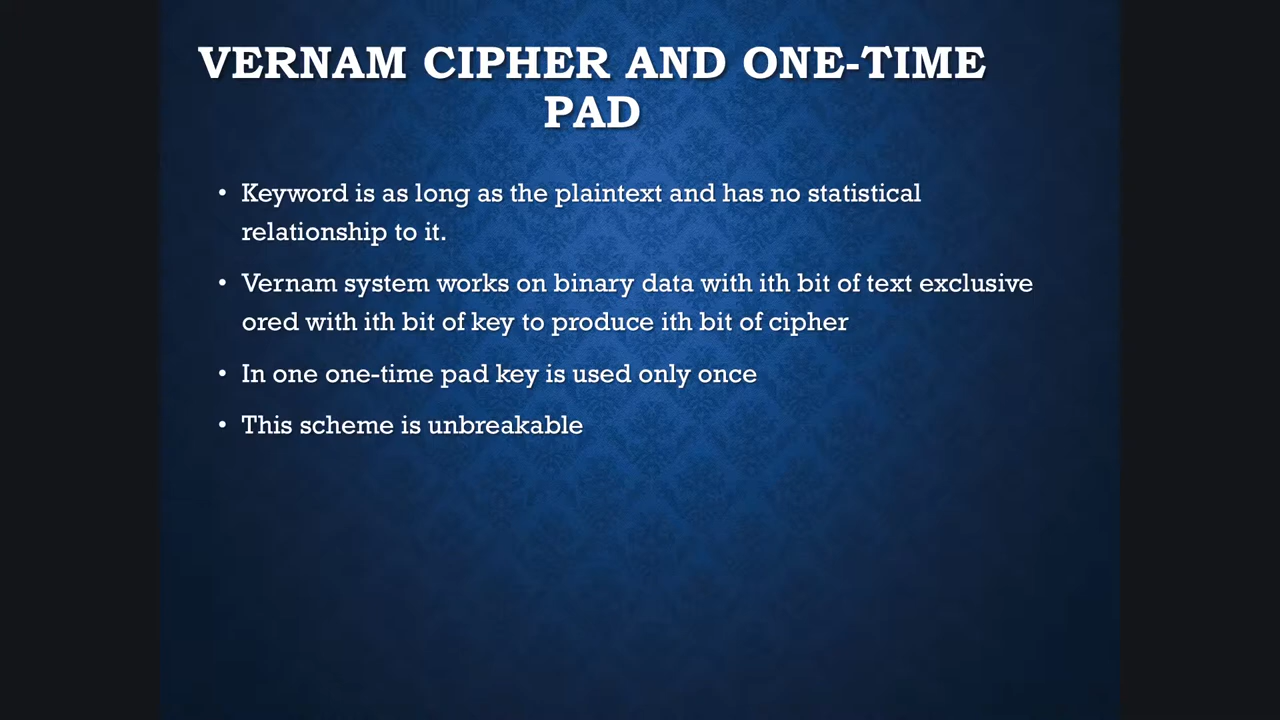 VERNAM CIPHER AND ONE-TIME
PAD
• Keyword is as long as the plaintext and has no statistical
relationship to it.
• Vernam system works on binary data with ith bit of text exclusive
ored with ith bit of key to produce ith bit of cipher
• In one one-time pad key is used only once
• This scheme is unbreakable